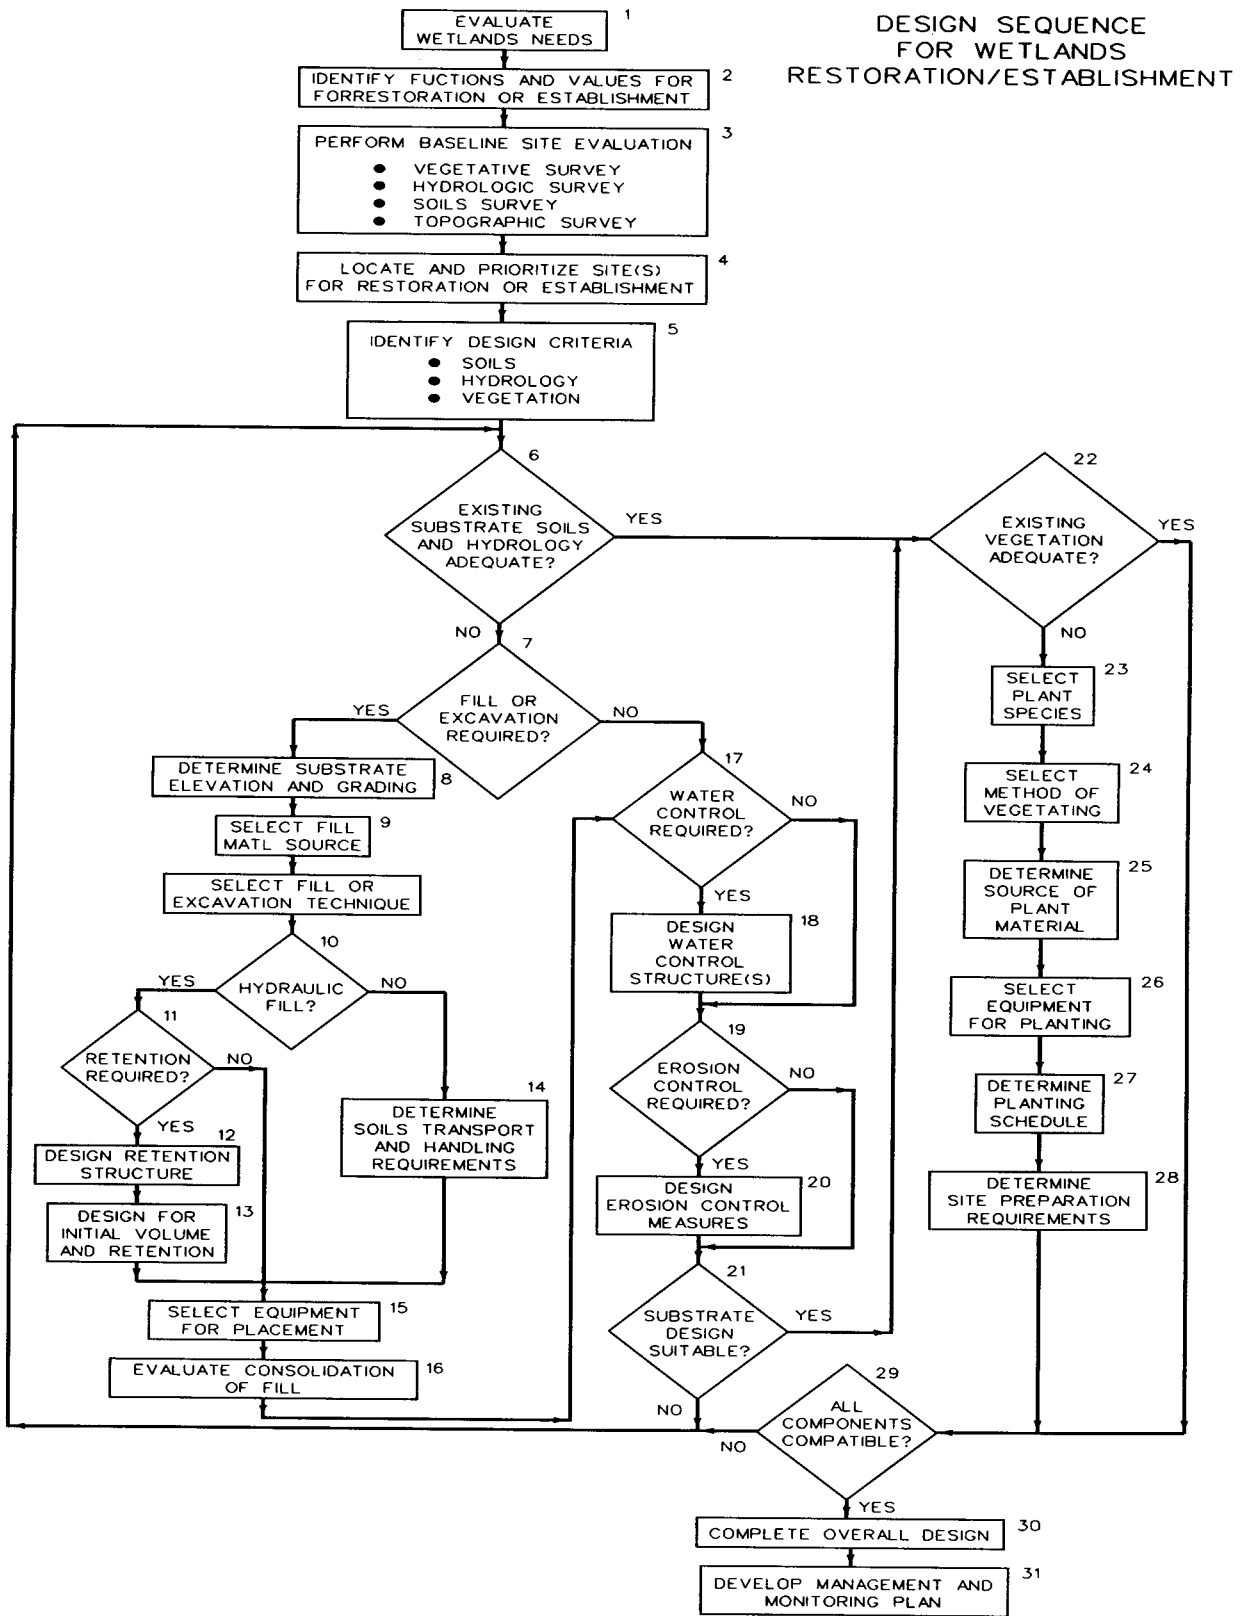 DESIGN SEQUENCE
FOR WETLANDS
RESTORATION/ESTABLISHMENT
1
EVALUATE
WETLANDS NEEDS
2
IDENTIFY FUCTIONS AND VALUES FOR
FORRESTORATION OR ESTABLISHMENT
3
PERFORM BASELINE SITE EVALUATION
● VEGETATIVE SURVEY
● HYDROLOGIC SURVEY
● SOILS SURVEY
● TOPOGRAPHIC SURVEY
4
LOCATE AND PRIORITIZE SITE(S)
FOR RESTORATION OR ESTABLISHMENT
5
IDENTIFY DESIGN CRITERIA
● SOILS
● HYDROLOGY
● VEGETATION
6
EXISTING
SUBSTRATE SOILS
AND HYDROLOGY
ADEQUATE?
YES
NO
7
FILL OR
EXCAVATION
REQUIRED?
YES
NO
8
DETERMINE SUBSTRATE
ELEVATION AND GRADING
9
SELECT FILL
MATL SOURCE
SELECT FILL OR
EXCAVATION TECHNIQUE
10
HYDRAULIC
FILL?
YES
NO
11
RETENTION
REQUIRED?
NO
YES
12
DESIGN RETENTION
STRUCTURE
13
DESIGN FOR
INITIAL VOLUME
AND RETENTION
14
DETERMINE
SOILS TRANSPORT
AND HANDLING
REQUIREMENTS
15
SELECT EQUIPMENT
FOR PLACEMENT
16
EVALUATE CONSOLIDATION
OF FILL
17
WATER
CONTROL
REQUIRED?
NO
YES
18
DESIGN
WATER
CONTROL
STRUCTURE(S)
19
EROSION
CONTROL
REQUIRED?
NO
YES
20
DESIGN
EROSION CONTROL
MEASURES
21
SUBSTRATE
DESIGN
SUITABLE?
YES
NO
22
EXISTING
VEGETATION
ADEQUATE?
YES
NO
23
SELECT
PLANT
SPECIES
24
SELECT
METHOD OF
VEGETATING
25
DETERMINE
SOURCE OF
PLANT
MATERIAL
26
SELECT
EQUIPMENT
FOR PLANTING
27
DETERMINE
PLANTING
SCHEDULE
28
DETERMINE
SITE PREPARATION
REQUIREMENTS
29
ALL
COMPONENTS
COMPATIBLE?
NO
YES
30
COMPLETE OVERALL DESIGN
31
DEVELOP MANAGEMENT AND
MONITORING PLAN